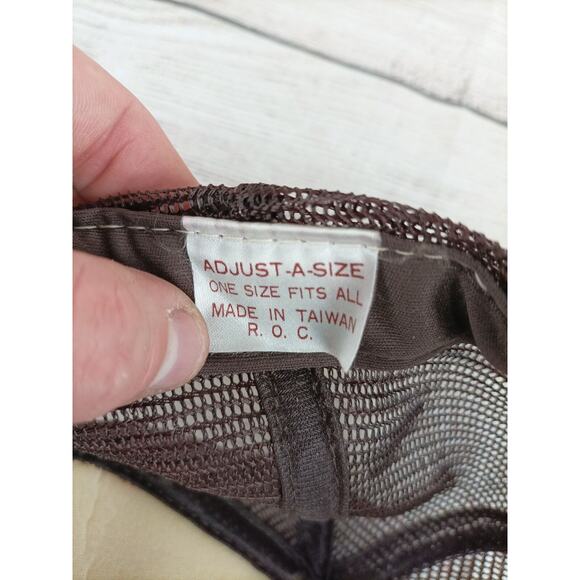 ADJUST-A-SIZE
ONE SIZE FITS ALL
MADE IN TAIWAN
R. O. C.